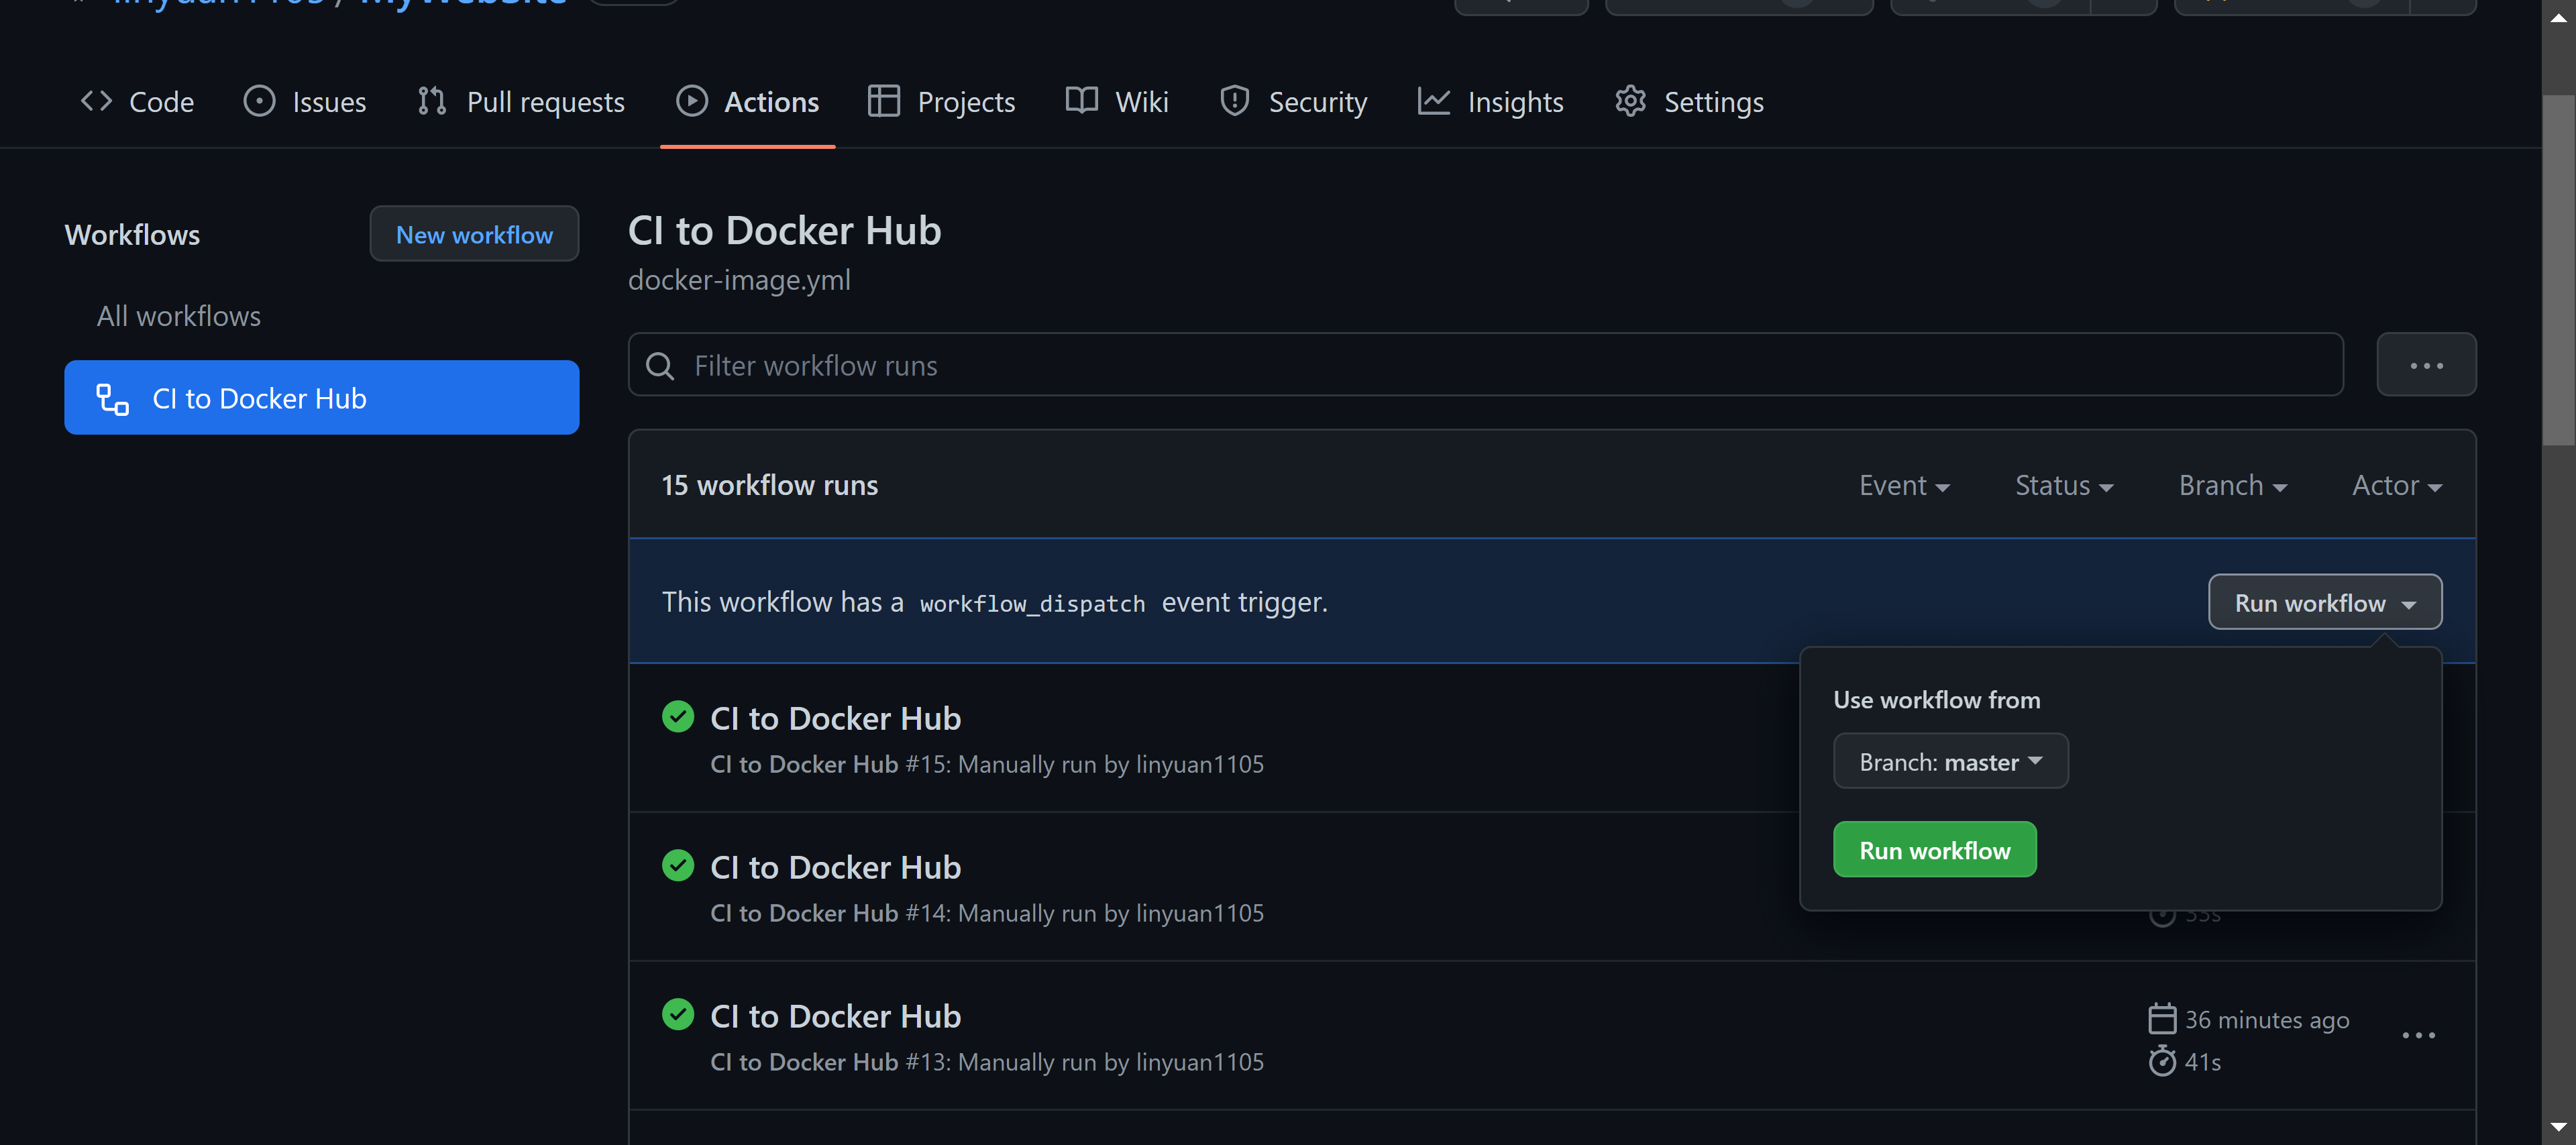 linyuan1105 / MyWebSite
Code Issues Pull requests Actions Projects Wiki Security Insights Settings
Workflows
New workflow
All workflows
CI to Docker Hub
CI to Docker Hub
docker-image.yml
Filter workflow runs
15 workflow runs
Event Status Branch Actor
This workflow has a workflow_dispatch event trigger.
Run workflow
Use workflow from
Branch: master
Run workflow
CI to Docker Hub
CI to Docker Hub #15: Manually run by linyuan1105
CI to Docker Hub
CI to Docker Hub #14: Manually run by linyuan1105
33s
CI to Docker Hub
CI to Docker Hub #13: Manually run by linyuan1105
36 minutes ago
41s